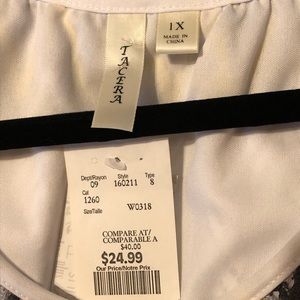 TACERA
1X
MADE IN
CHINA
Dept/Rayon Style Type
09 160211 8
Cat
1260
Size/Taille W0318
COMPARE AT/
COMPARABLE A
$40.00
$24.99
Our Price/Notre Prix